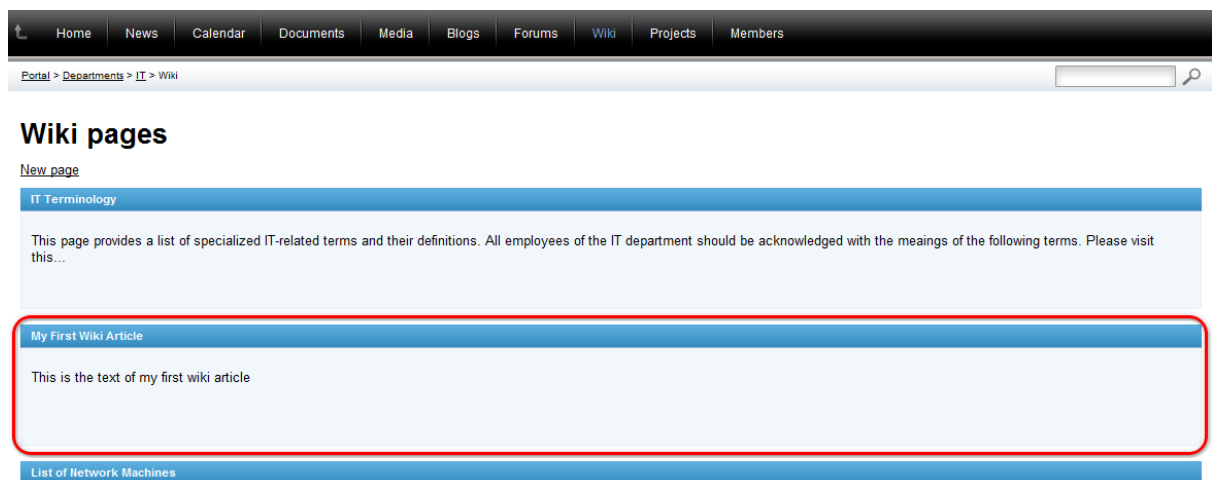 Home News Calendar Documents Media Blogs Forums Wiki Projects Members
Portal > Departments > IT > Wiki
Wiki pages
New page
IT Terminology
This page provides a list of specialized IT-related terms and their definitions. All employees of the IT department should be acknowledged with the meaings of the following terms. Please visit
this...
My First Wiki Article
This is the text of my first wiki article
List of Network Machines